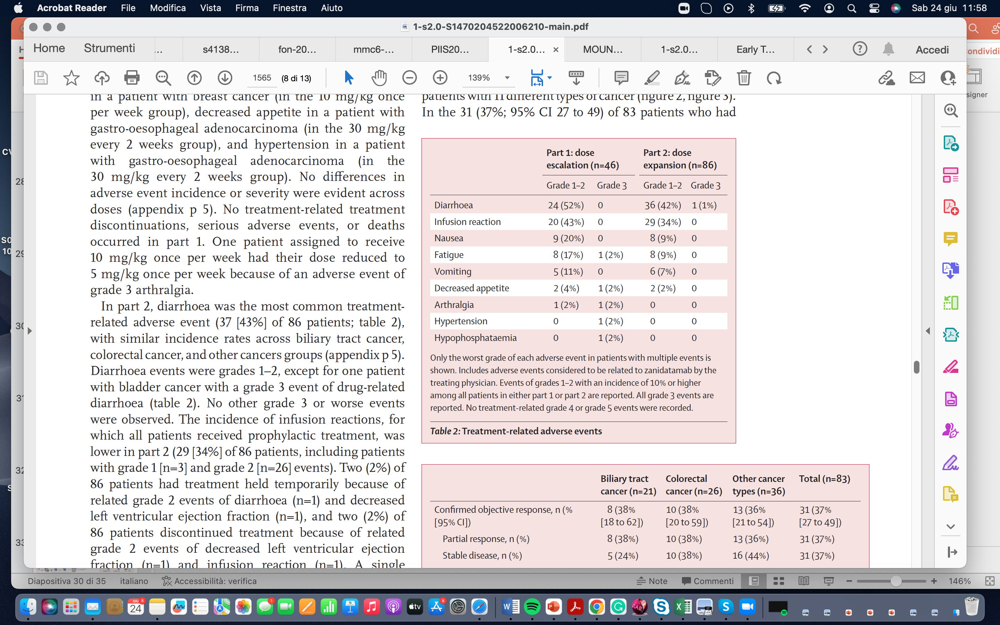 Acrobat Reader File Modifica Vista Firma Finestra Aiuto
Sab 24 giu 11:58
1-s2.0-S1470204522006210-main.pdf
Home Strumenti ... s4138... fon-20... mmc6-... PIIS20... 1-s2.0... × MOUN... 1-s2.0... Early T... Accedi
ondividi
1565 (8 di 13) 139%
signer
in a patient with breast cancer (in the 10 mg/kg once
per week group), decreased appetite in a patient with
gastro-oesophageal adenocarcinoma (in the 30 mg/kg
every 2 weeks group), and hypertension in a patient
with gastro-oesophageal adenocarcinoma (in the
30 mg/kg every 2 weeks group). No differences in
adverse event incidence or severity were evident across
doses (appendix p 5). No treatment-related treatment
discontinuations, serious adverse events, or deaths
occurred in part 1. One patient assigned to receive
10 mg/kg once per week had their dose reduced to
5 mg/kg once per week because of an adverse event of
grade 3 arthralgia.
In part 2, diarrhoea was the most common treatment-
related adverse event (37 [43%] of 86 patients; table 2),
with similar incidence rates across biliary tract cancer,
colorectal cancer, and other cancers groups (appendix p 5).
Diarrhoea events were grades 1–2, except for one patient
with bladder cancer with a grade 3 event of drug-related
diarrhoea (table 2). No other grade 3 or worse events
were observed. The incidence of infusion reactions, for
which all patients received prophylactic treatment, was
lower in part 2 (29 [34%] of 86 patients, including patients
with grade 1 [n=3] and grade 2 [n=26] events). Two (2%) of
86 patients had treatment held temporarily because of
related grade 2 events of diarrhoea (n=1) and decreased
left ventricular ejection fraction (n=1), and two (2%) of
86 patients discontinued treatment because of related
grade 2 events of decreased left ventricular ejection
fraction (n=1) and infusion reaction (n=1). A single
patients with 11 different types of cancer (figure 2, figure 3).
In the 31 (37%; 95% CI 27 to 49) of 83 patients who had
Part 1: dose escalation (n=46) Part 2: dose expansion (n=86)
Grade 1–2 Grade 3 Grade 1–2 Grade 3
Diarrhoea 24 (52%) 0 36 (42%) 1 (1%)
Infusion reaction 20 (43%) 0 29 (34%) 0
Nausea 9 (20%) 0 8 (9%) 0
Fatigue 8 (17%) 1 (2%) 8 (9%) 0
Vomiting 5 (11%) 0 6 (7%) 0
Decreased appetite 2 (4%) 1 (2%) 2 (2%) 0
Arthralgia 1 (2%) 1 (2%) 0 0
Hypertension 0 1 (2%) 0 0
Hypophosphataemia 0 1 (2%) 0 0
Only the worst grade of each adverse event in patients with multiple events is
shown. Includes adverse events considered to be related to zanidatamab by the
treating physician. Events of grades 1–2 with an incidence of 10% or higher
among all patients in either part 1 or part 2 are reported. All grade 3 events are
reported. No treatment-related grade 4 or grade 5 events were recorded.
Table 2: Treatment-related adverse events
Biliary tract cancer (n=21) Colorectal cancer (n=26) Other cancer types (n=36) Total (n=83)
Confirmed objective response, n (% 8 (38% 10 (38% 13 (36% 31 (37%
[95% CI]) [18 to 62]) [20 to 59]) [21 to 54]) [27 to 49])
Partial response, n (%) 8 (38%) 10 (38%) 13 (36%) 31 (37%)
Stable disease, n (%) 5 (24%) 10 (38%) 16 (44%) 31 (37%)
28
29
30
31
32
33
Diapositiva 30 di 35 italiano Accessibilità: verifica Note Commenti 146%
GIU 8
24
1
tv
8